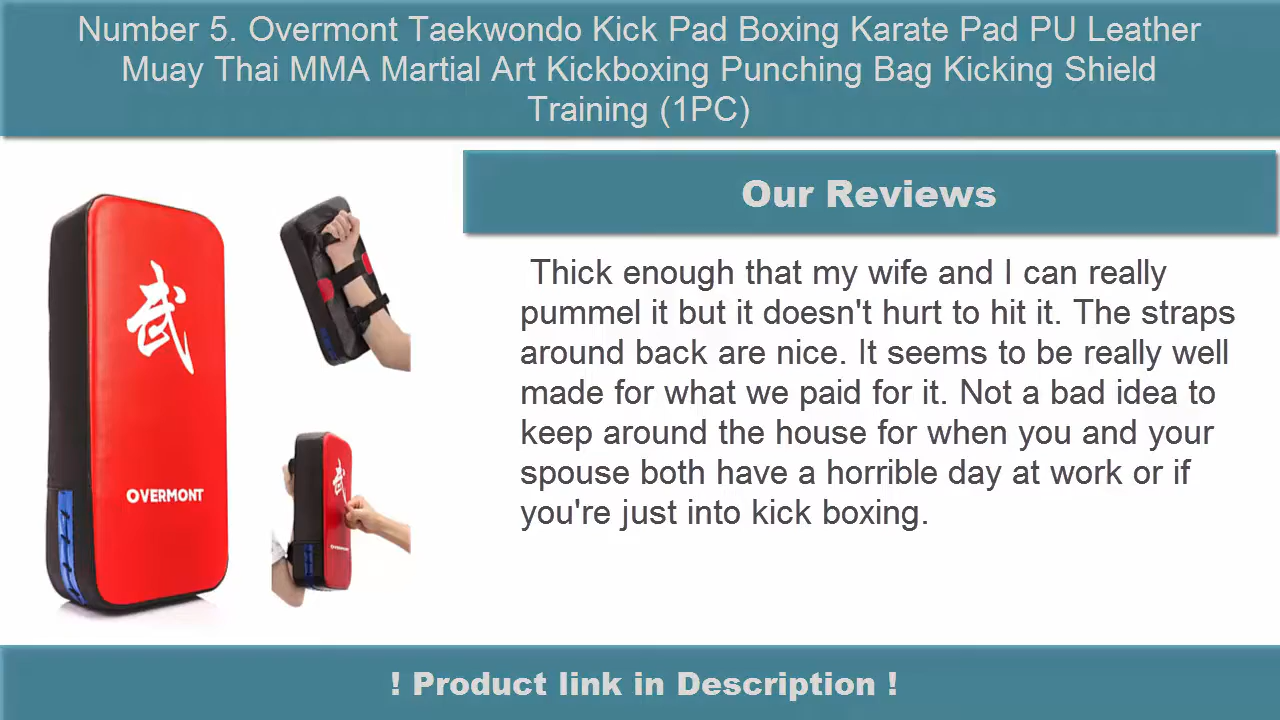 Number 5. Overmont Taekwondo Kick Pad Boxing Karate Pad PU Leather
Muay Thai MMA Martial Art Kickboxing Punching Bag Kicking Shield
Training (1PC)
Our Reviews
Thick enough that my wife and I can really
pummel it but it doesn't hurt to hit it. The straps
around back are nice. It seems to be really well
made for what we paid for it. Not a bad idea to
keep around the house for when you and your
spouse both have a horrible day at work or if
you're just into kick boxing.
武
OVERMONT
武
OVERMONT
! Product link in Description !